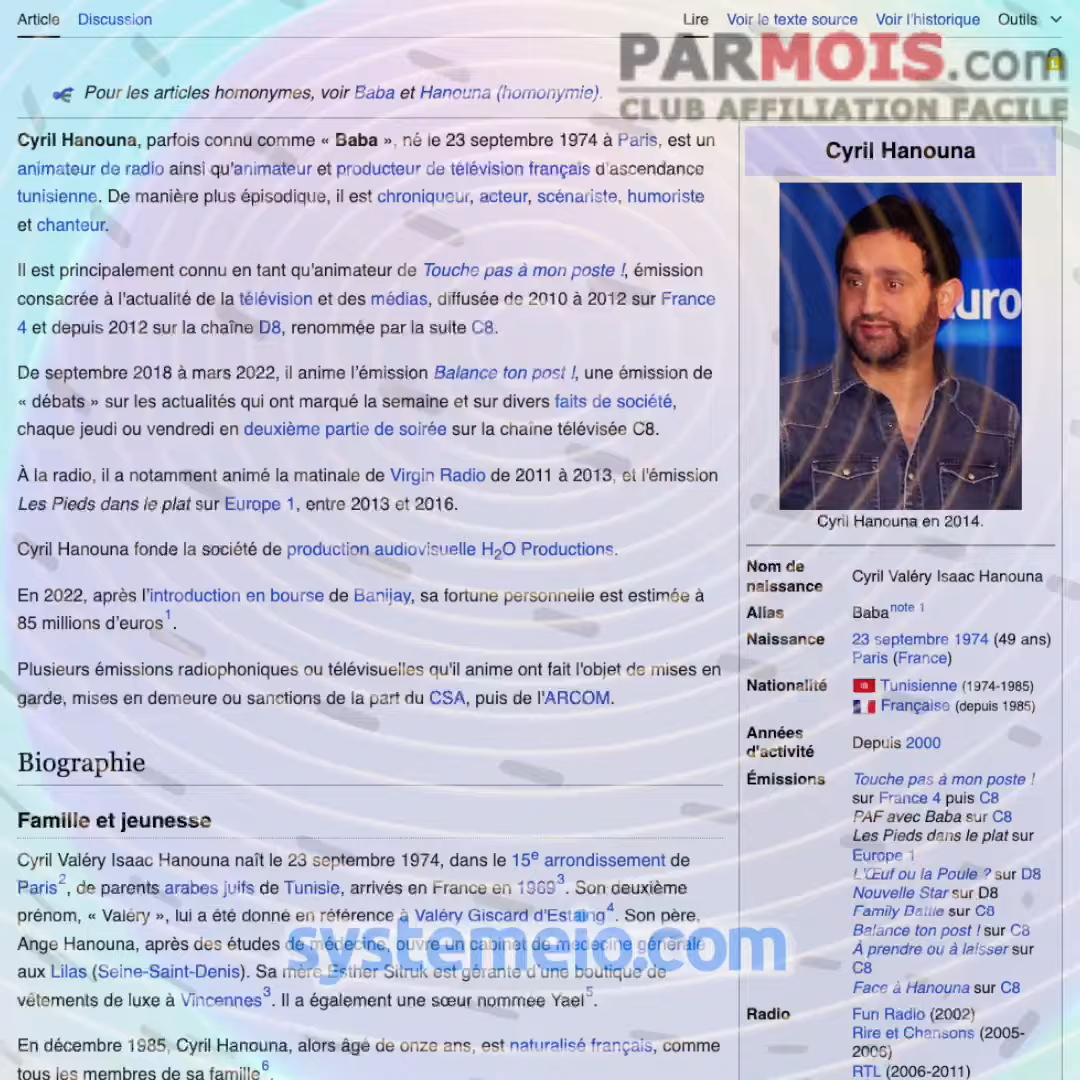 Article Discussion
Lire Voir le texte source Voir l'historique Outils
PARMOIS.com
CLUB AFFILIATION FACILE
Pour les articles homonymes, voir Baba et Hanouna (homonymie).
Cyril Hanouna, parfois connu comme « Baba », né le 23 septembre 1974 à Paris, est un
animateur de radio ainsi qu'animateur et producteur de télévision français d'ascendance
tunisienne. De manière plus épisodique, il est chroniqueur, acteur, scénariste, humoriste
et chanteur.
Il est principalement connu en tant qu'animateur de Touche pas à mon poste !, émission
consacrée à l'actualité de la télévision et des médias, diffusée de 2010 à 2012 sur France
4 et depuis 2012 sur la chaîne D8, renommée par la suite C8.
De septembre 2018 à mars 2022, il anime l'émission Balance ton post !, une émission de
« débats » sur les actualités qui ont marqué la semaine et sur divers faits de société,
chaque jeudi ou vendredi en deuxième partie de soirée sur la chaîne télévisée C8.
À la radio, il a notamment animé la matinale de Virgin Radio de 2011 à 2013, et l'émission
Les Pieds dans le plat sur Europe 1, entre 2013 et 2016.
Cyril Hanouna fonde la société de production audiovisuelle H₂O Productions.
En 2022, après l'introduction en bourse de Banijay, sa fortune personnelle est estimée à
85 millions d'euros¹.
Plusieurs émissions radiophoniques ou télévisuelles qu'il anime ont fait l'objet de mises en
garde, mises en demeure ou sanctions de la part du CSA, puis de l'ARCOM.
Biographie
Famille et jeunesse
Cyril Valéry Isaac Hanouna naît le 23 septembre 1974, dans le 15e arrondissement de
Paris², de parents arabes juifs de Tunisie, arrivés en France en 1969³. Son deuxième
prénom, « Valéry », lui a été donné en référence à Valéry Giscard d'Estaing⁴. Son père,
Ange Hanouna, après des études de médecine, ouvre un cabinet de médecine générale
aux Lilas (Seine-Saint-Denis). Sa mère Esther Sitruk est gérante d'une boutique de
vêtements de luxe à Vincennes³. Il a également une sœur nommée Yael⁵.
En décembre 1985, Cyril Hanouna, alors âgé de onze ans, est naturalisé français, comme
tous les membres de sa famille⁶.
systemeio.com
Cyril Hanouna
uro
Cyril Hanouna en 2014.
Nom de naissance Cyril Valéry Isaac Hanouna
Alias Baba note 1
Naissance 23 septembre 1974 (49 ans)
Paris (France)
Nationalité Tunisienne (1974-1985)
Française (depuis 1985)
Années d'activité Depuis 2000
Émissions Touche pas à mon poste !
sur France 4 puis C8
PAF avec Baba sur C8
Les Pieds dans le plat sur
Europe 1
L'Œuf ou la Poule ? sur D8
Nouvelle Star sur D8
Family Battle sur C8
Balance ton post ! sur C8
À prendre ou à laisser sur
C8
Face à Hanouna sur C8
Radio Fun Radio (2002)
Rire et Chansons (2005-
2006)
RTL (2006-2011)